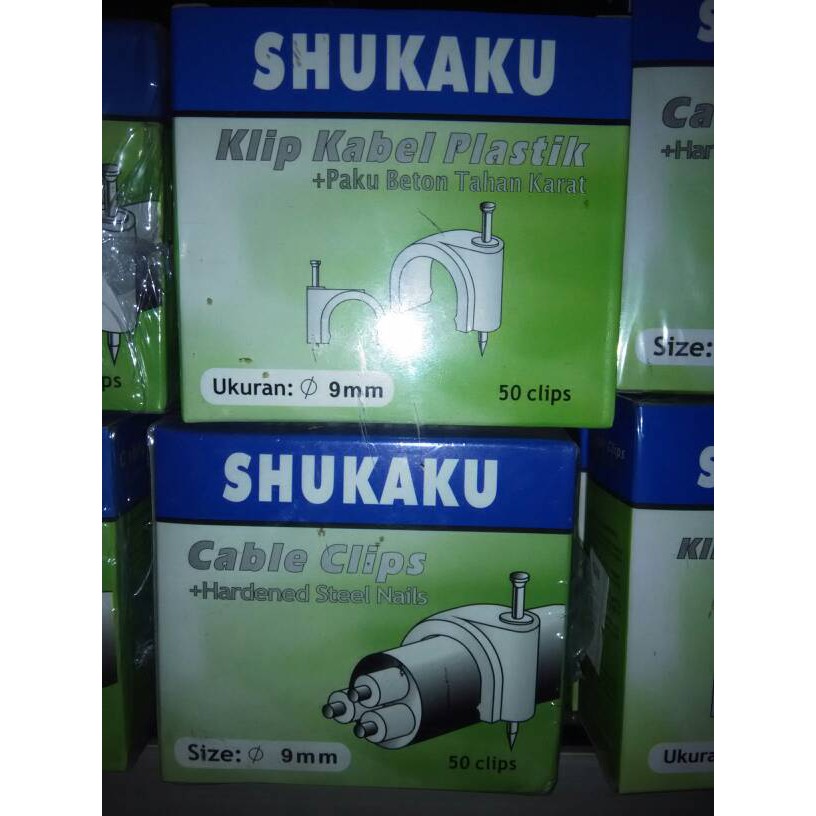 SHUKAKU
Klip Kabel Plastik
+Paku Beton Tahan Karat
Ukuran: ϕ 9mm
50 clips
Size:
SHUKAKU
Cable Clips
+Hardened Steel Nails
Size: ϕ 9mm
50 clips